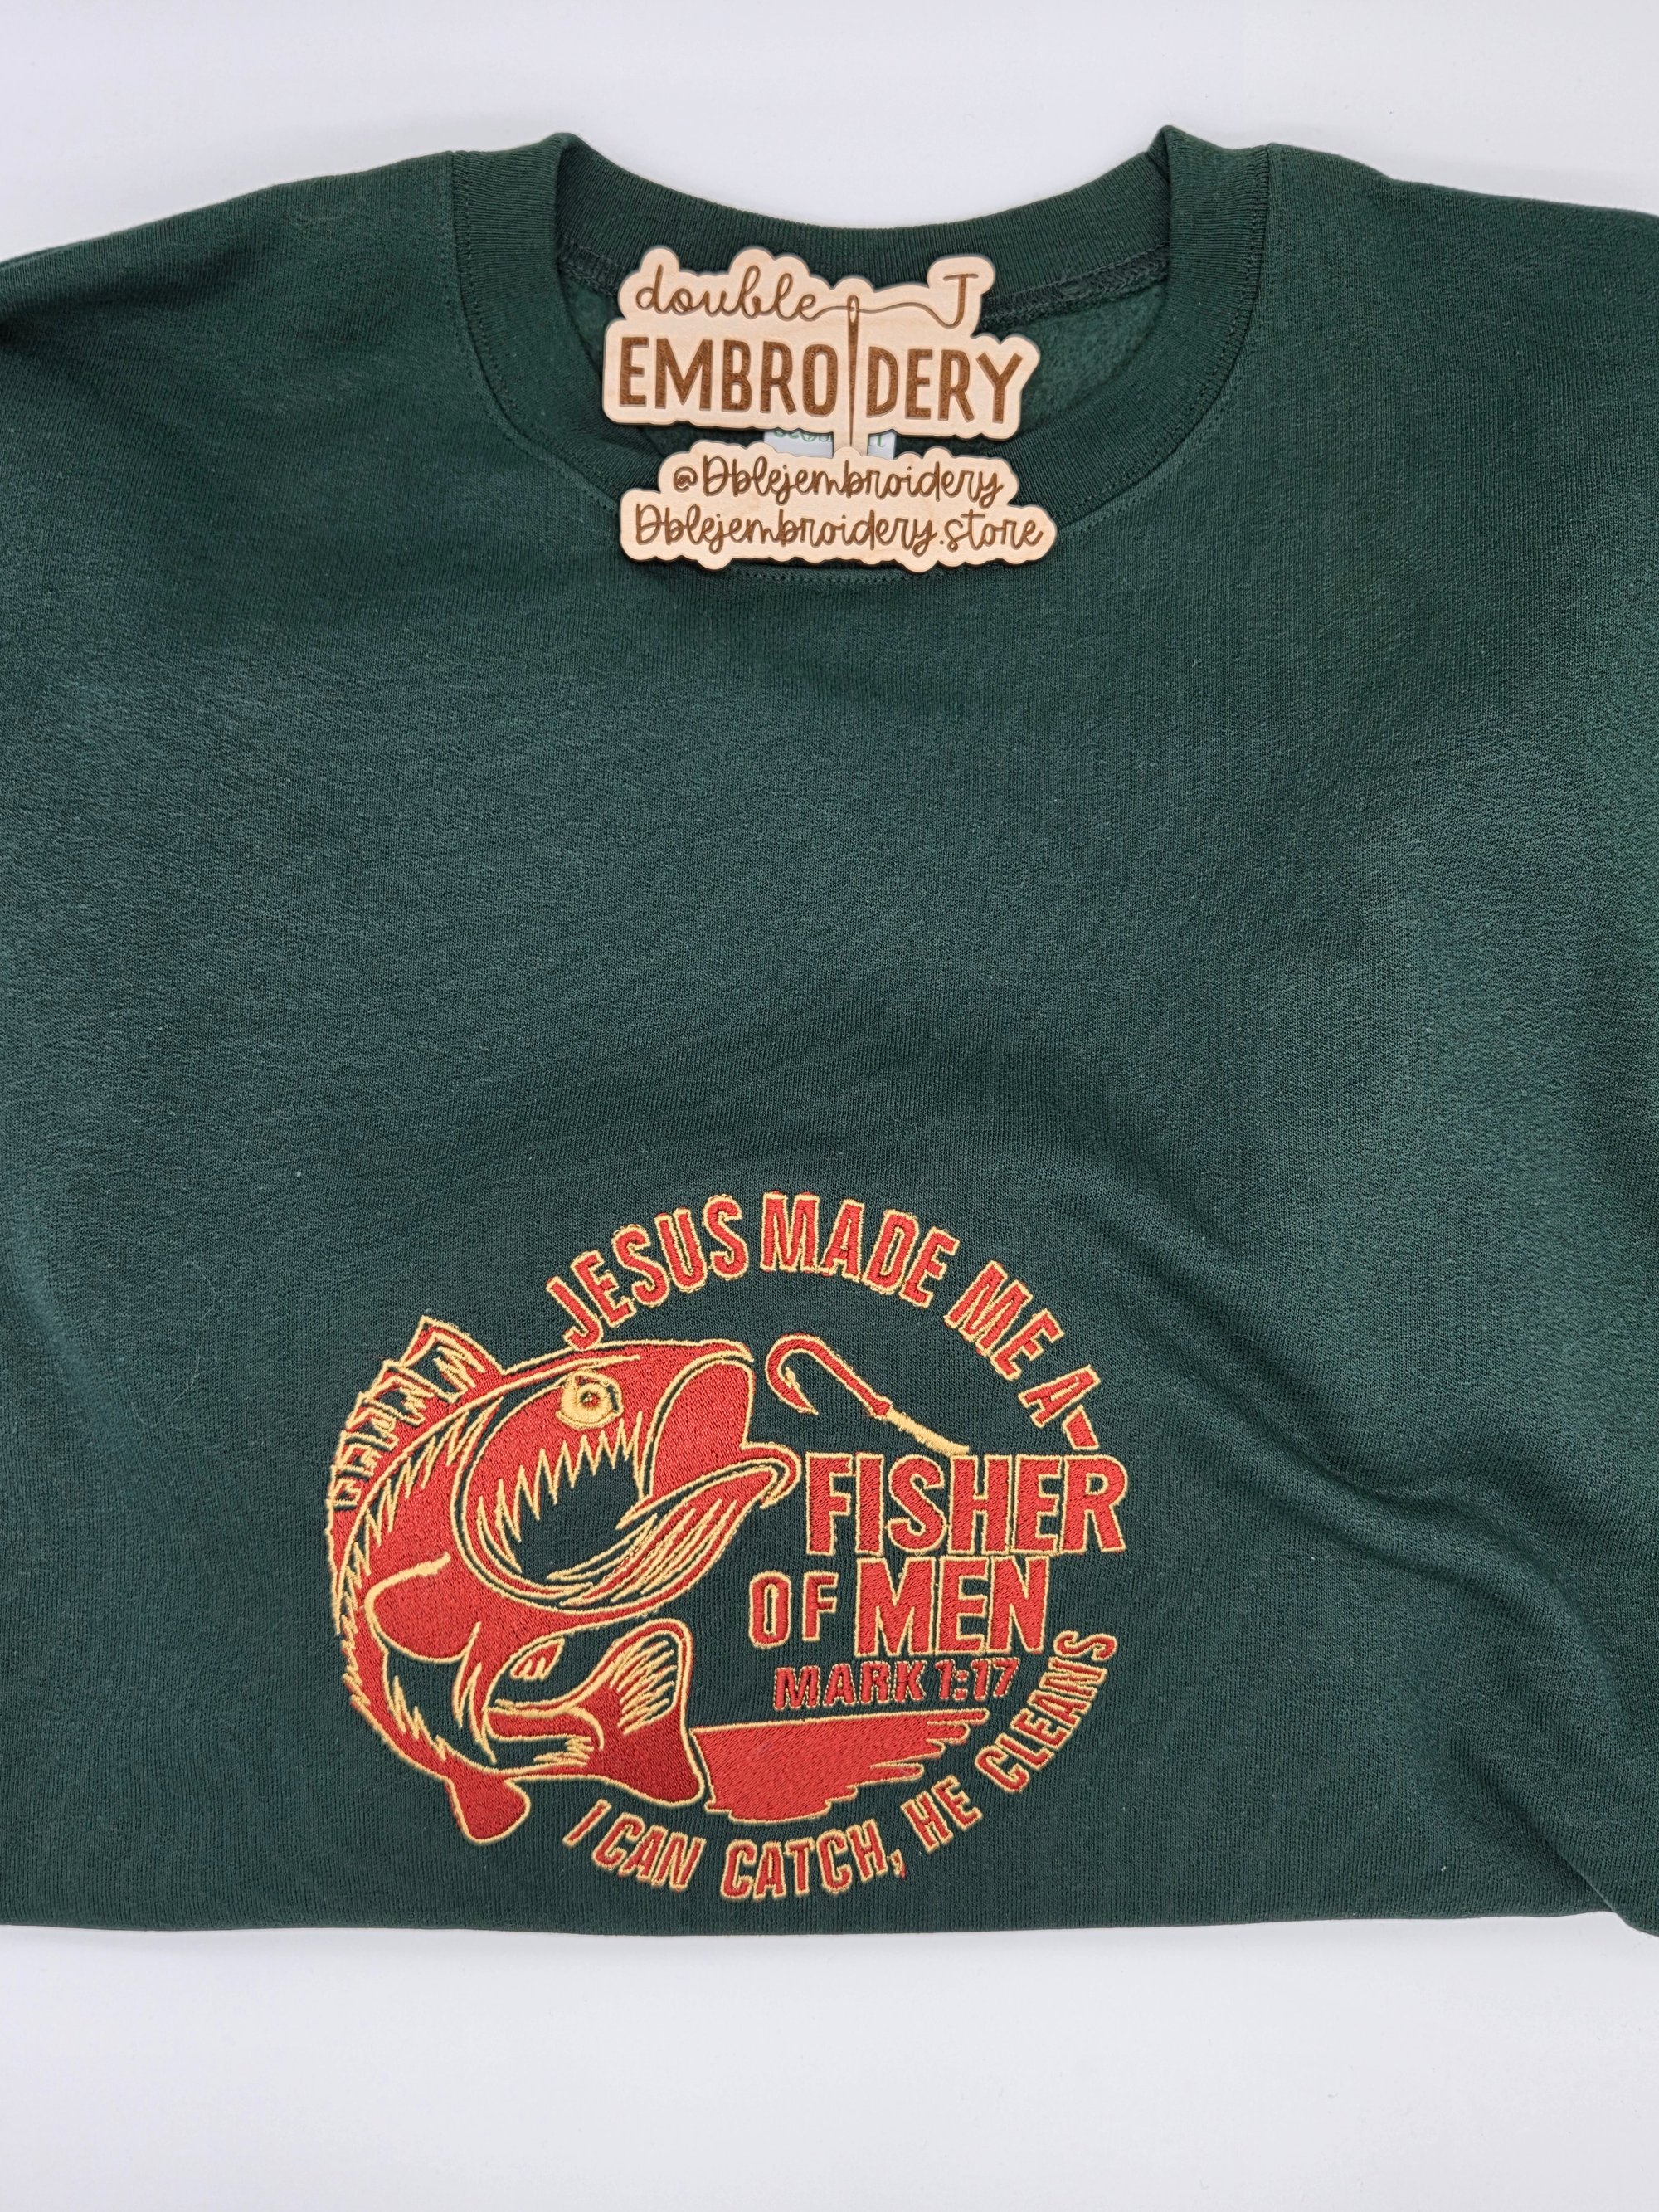 double J
EMBROIDERY
@Dblejembroidery
Dblejembroidery.store
JESUS MADE ME A
FISHER
OF MEN
MARK 1:17
I CAN CATCH, HE CLEANS